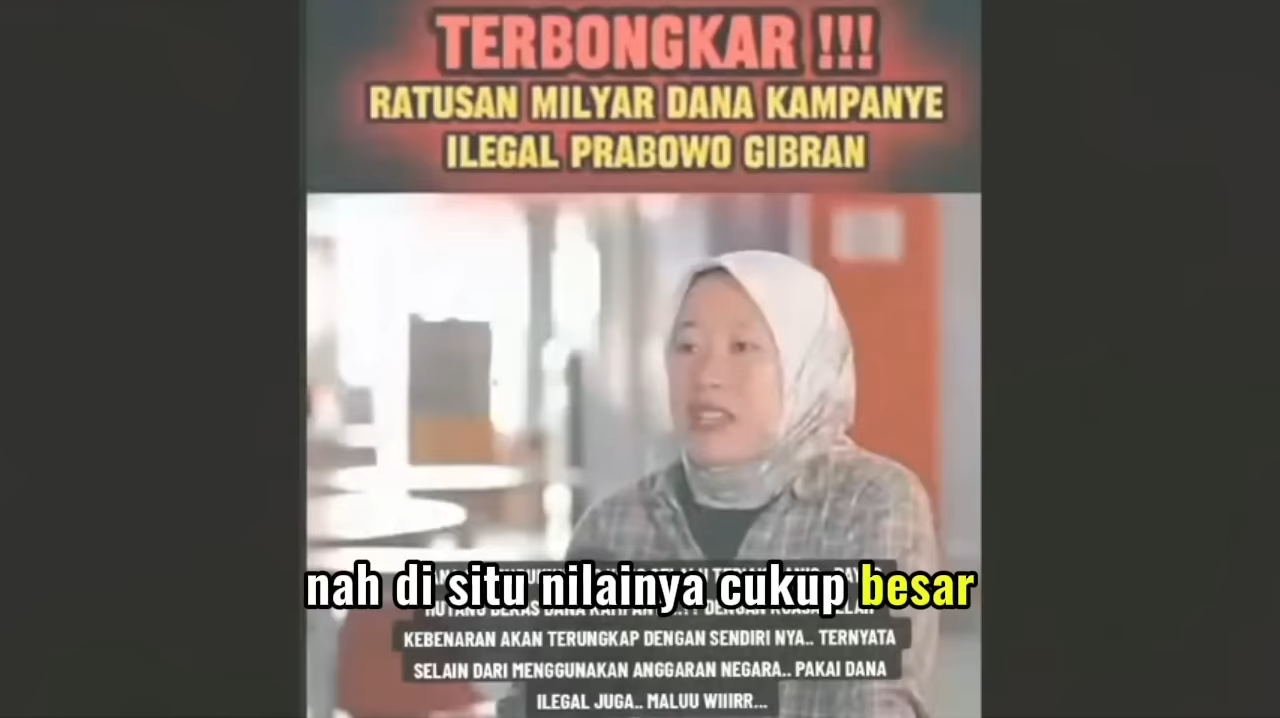 TERBONGKAR !!!
RATUSAN MILYAR DANA KAMPANYE
ILEGAL PRABOWO GIBRAN
nah di situ nilainya cukup besar
KEBENARAN AKAN TERUNGKAP DENGAN SENDIRI NYA.. TERNYATA
SELAIN DARI MENGGUNAKAN ANGGARAN NEGARA.. PAKAI DANA
ILEGAL JUGA.. MALUU WIIIRR...